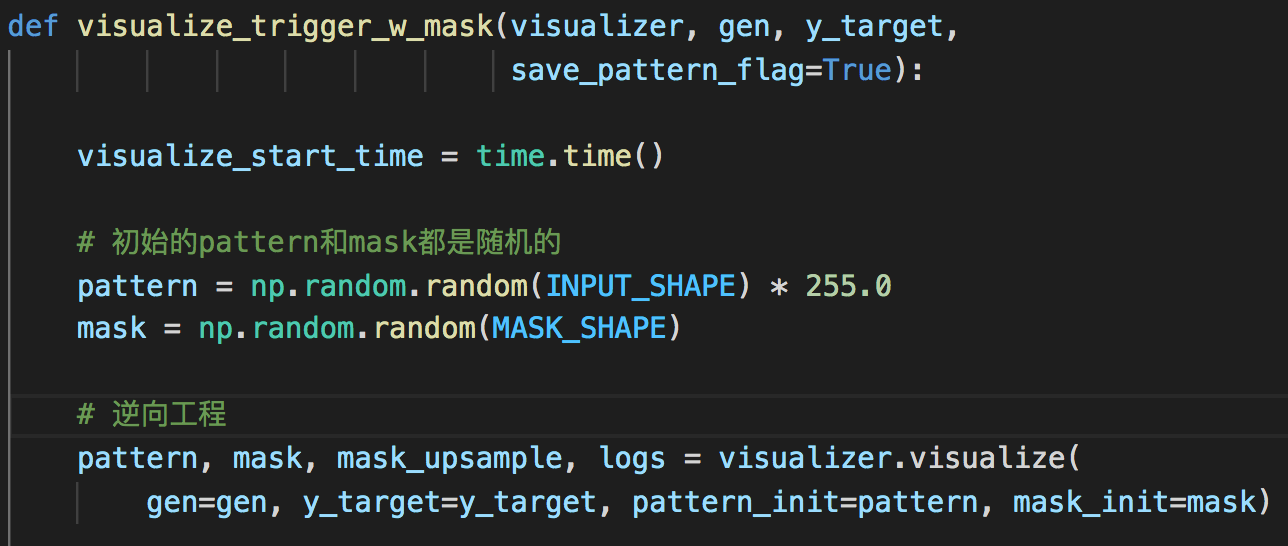 def visualize_trigger_w_mask(visualizer, gen, y_target,
save_pattern_flag=True):
visualize_start_time = time.time()
# 初始的pattern和mask都是随机的
pattern = np.random.random(INPUT_SHAPE) * 255.0
mask = np.random.random(MASK_SHAPE)
# 逆向工程
pattern, mask, mask_upsample, logs = visualizer.visualize(
gen=gen, y_target=y_target, pattern_init=pattern, mask_init=mask)